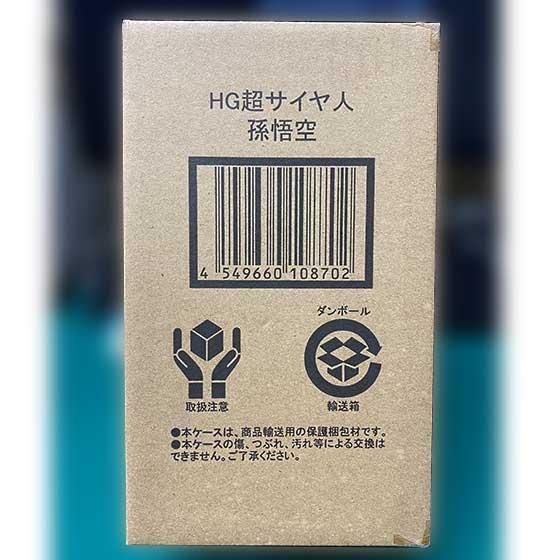 HG超サイヤ人
孫悟空
4 549660 108702
ダンボール
取扱注意
輸送箱
●本ケースは、商品輸送用の保護梱包材です。
●本ケースの傷、つぶれ、汚れ等による交換は
できません。ご了承ください。